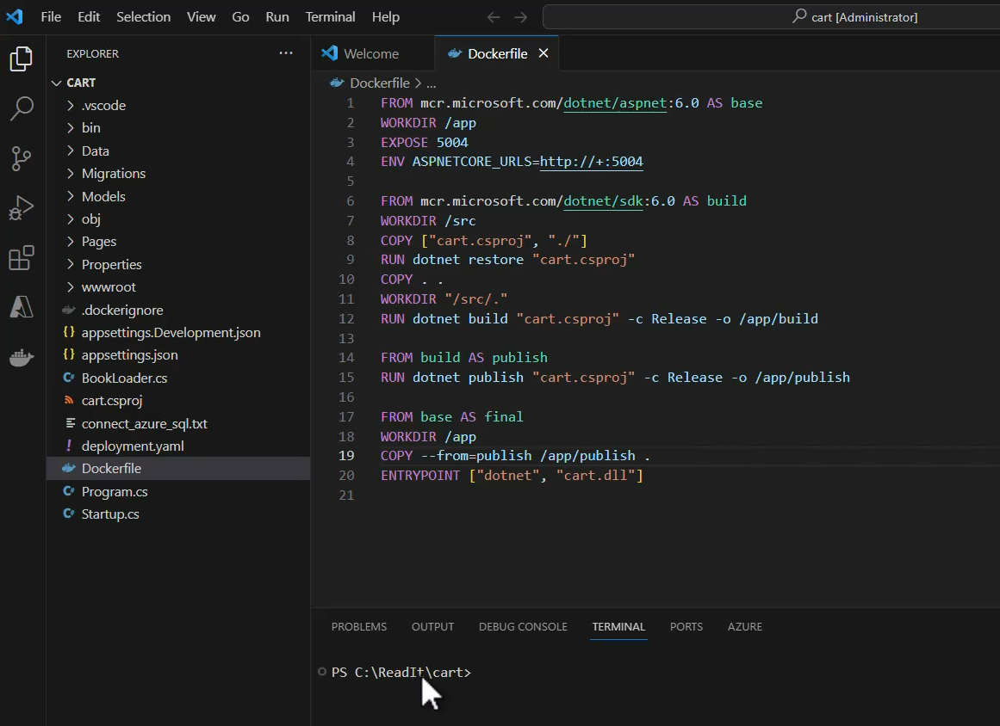 File Edit Selection View Go Run Terminal Help
cart [Administrator]
EXPLORER ...
CART
.vscode
bin
Data
Migrations
Models
obj
Pages
Properties
wwwroot
.dockerignore
{} appsettings.Development.json
{} appsettings.json
C# BookLoader.cs
cart.csproj
connect_azure_sql.txt
! deployment.yaml
Dockerfile
C# Program.cs
C# Startup.cs
Welcome Dockerfile
Dockerfile > ...
1 FROM mcr.microsoft.com/dotnet/aspnet:6.0 AS base
2 WORKDIR /app
3 EXPOSE 5004
4 ENV ASPNETCORE_URLS=http://+:5004
5
6 FROM mcr.microsoft.com/dotnet/sdk:6.0 AS build
7 WORKDIR /src
8 COPY ["cart.csproj", "./"]
9 RUN dotnet restore "cart.csproj"
10 COPY . .
11 WORKDIR "/src/."
12 RUN dotnet build "cart.csproj" -c Release -o /app/build
13
14 FROM build AS publish
15 RUN dotnet publish "cart.csproj" -c Release -o /app/publish
16
17 FROM base AS final
18 WORKDIR /app
19 COPY --from=publish /app/publish .
20 ENTRYPOINT ["dotnet", "cart.dll"]
21
PROBLEMS OUTPUT DEBUG CONSOLE TERMINAL PORTS AZURE
PS C:\ReadIt\cart>